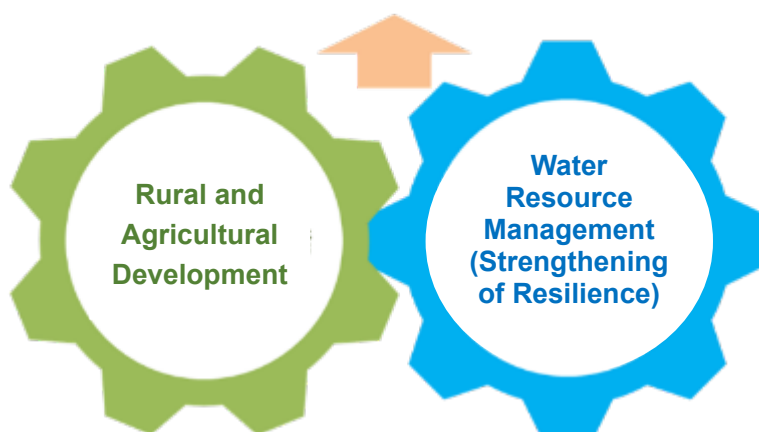 Rural and
Agricultural
Development
Water
Resource
Management
(Strengthening
of Resilience)